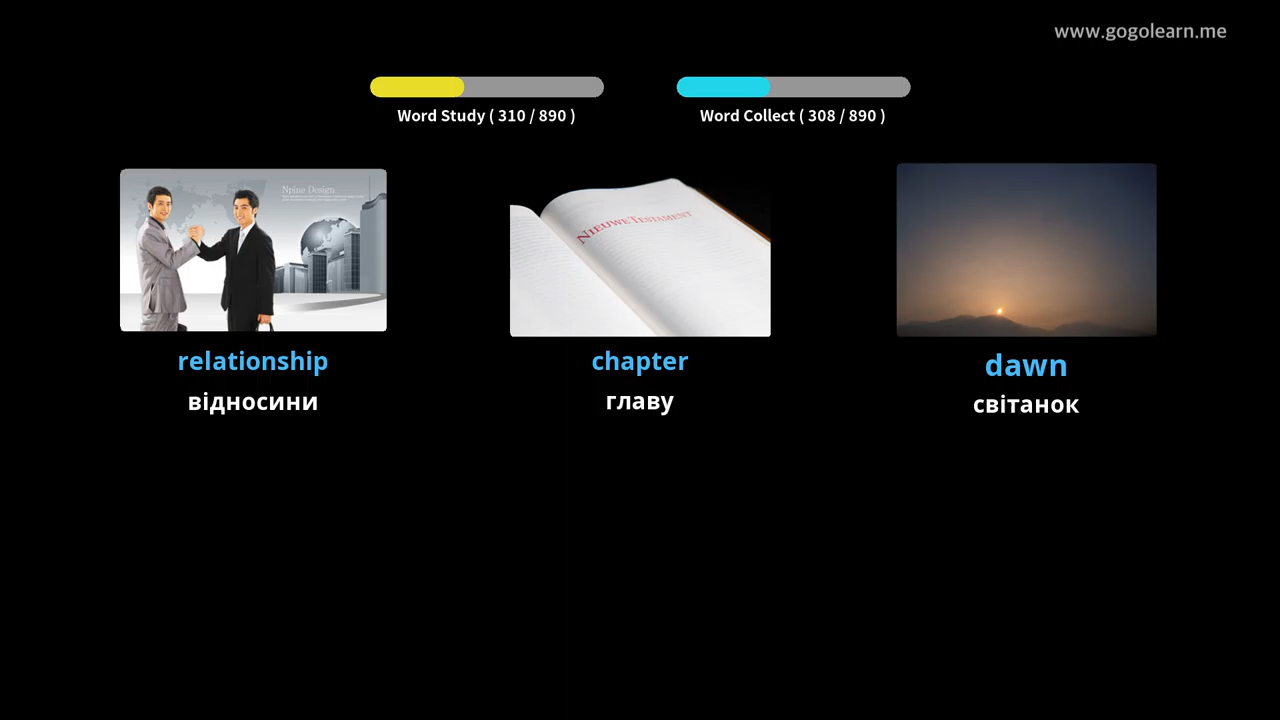 www.gogolearn.me
Word Study ( 310 / 890 )
Word Collect ( 308 / 890 )
Npine Design
NIEUWE TESTAMENT
relationship
chapter
dawn
відносини
главу
світанок